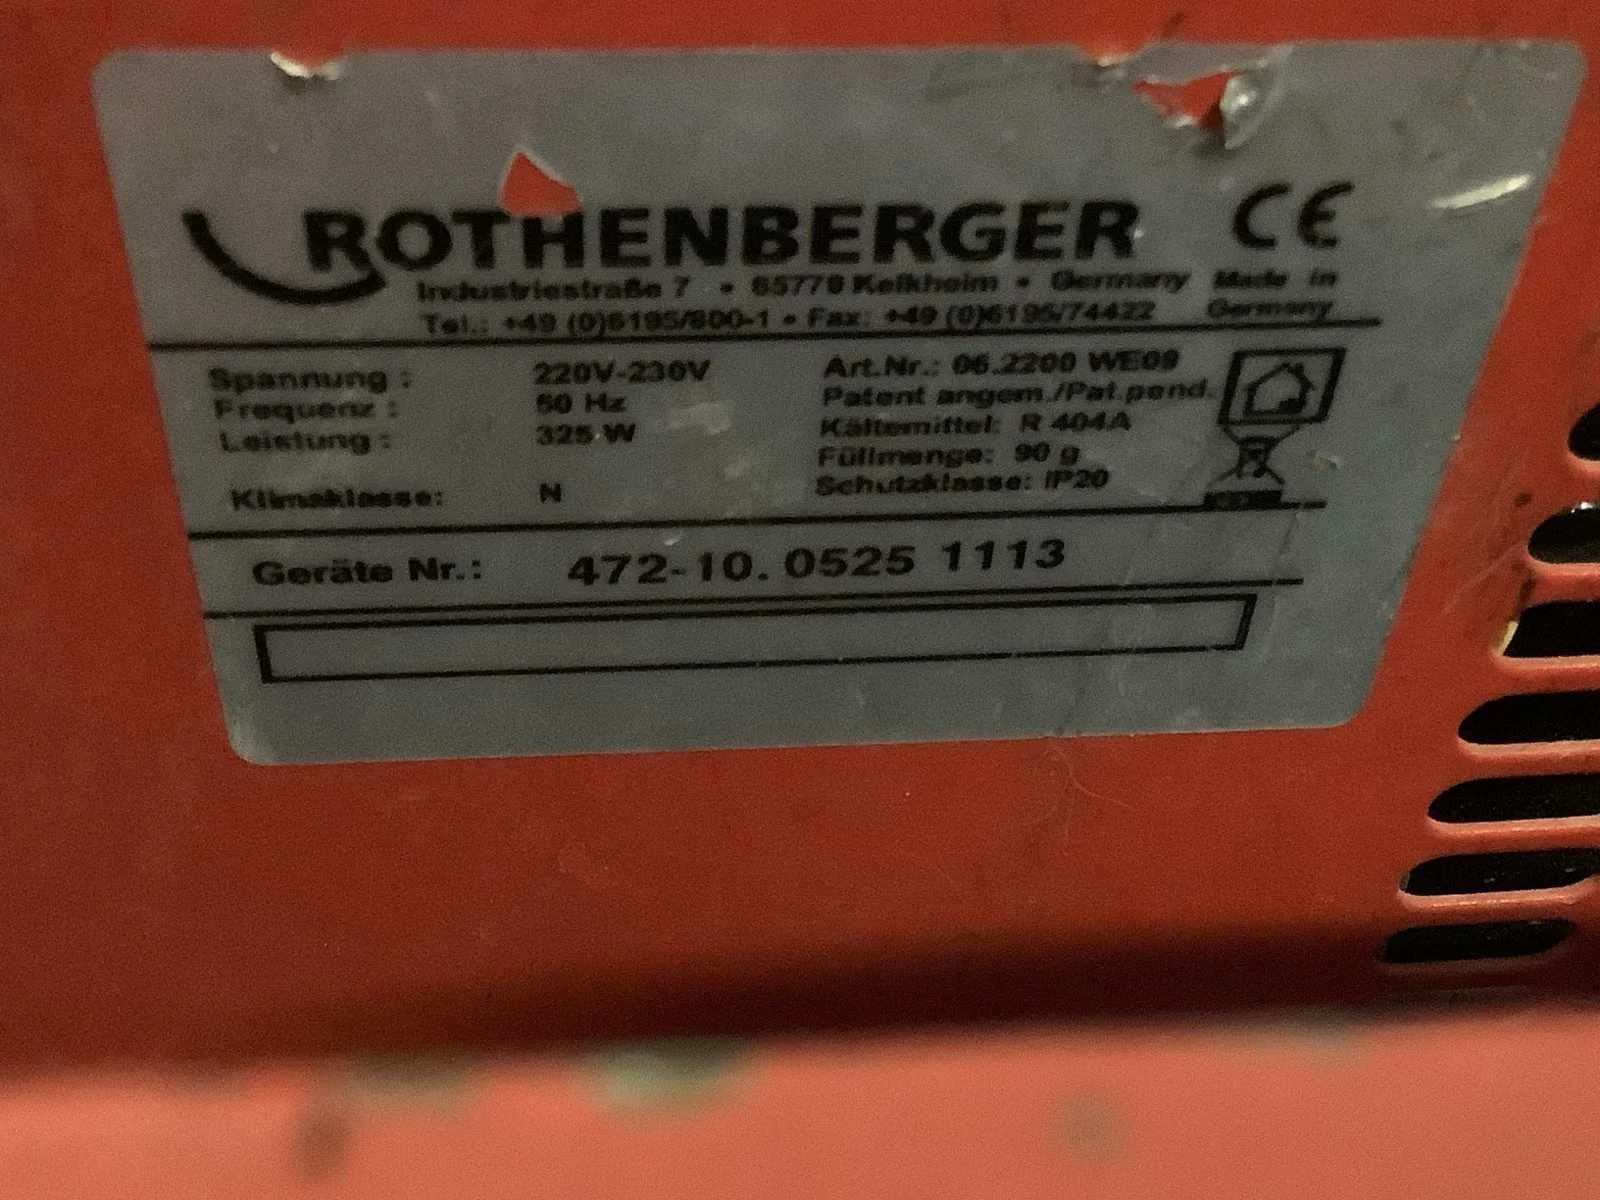 ROTHENBERGER CE
Industriestraße 7 • 65779 Kelkheim • Germany Made in
Tel.: +49 (0)6195/800-1 • Fax: +49 (0)6195/74422 Germany
Spannung : 220V-230V Art.Nr.: 06.2200 WE09
Frequenz : 50 Hz Patent angem./Pat.pend.
Leistung : 325 W Kältemittel: R 404A
Füllmenge: 90 g
Klimaklasse: N Schutzklasse: IP20
Geräte Nr.: 472-10. 0525 1113